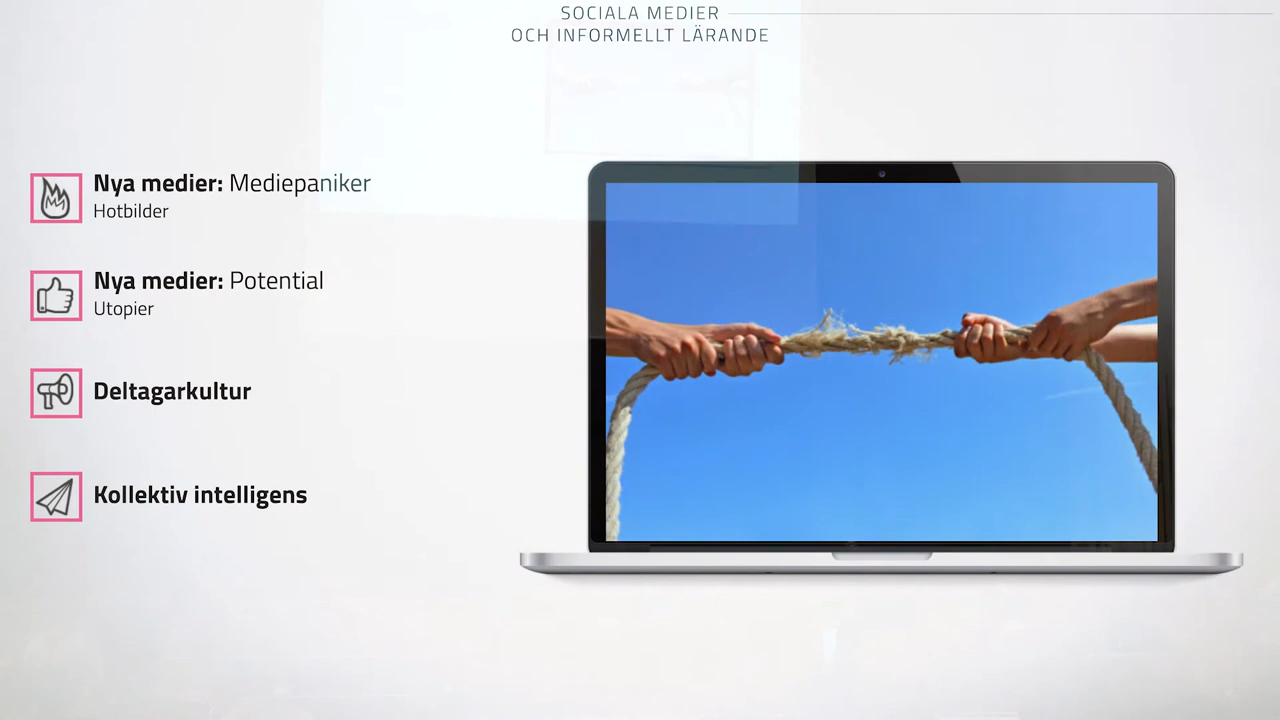 SOCIALA MEDIER
OCH INFORMELLT LÄRANDE
Nya medier: Mediepaniker
Hotbilder
Nya medier: Potential
Utopier
Deltagarkultur
Kollektiv intelligens